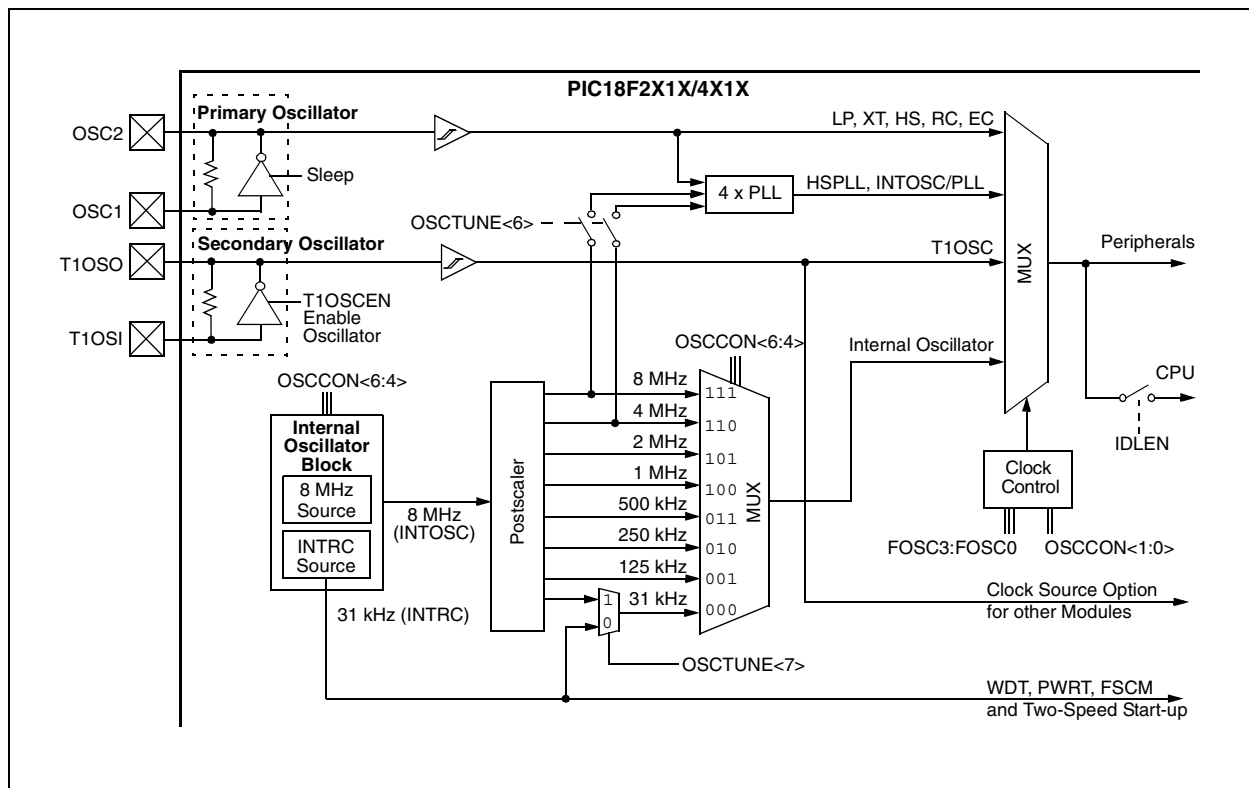 PIC18F2X1X/4X1X
Primary Oscillator
OSC2
Sleep
OSC1
LP, XT, HS, RC, EC
4 x PLL
HSPLL, INTOSC/PLL
OSCTUNE<6>
Secondary Oscillator
T1OSO
T1OSCEN
Enable
Oscillator
T1OSI
T1OSC
MUX
Peripherals
Internal Oscillator
CPU
IDLEN
Clock
Control
FOSC3:FOSC0
OSCCON<1:0>
OSCCON<6:4>
Internal
Oscillator
Block
8 MHz
Source
INTRC
Source
8 MHz
(INTOSC)
31 kHz (INTRC)
Postscaler
OSCCON<6:4>
8 MHz
111
4 MHz
110
2 MHz
101
1 MHz
100
500 kHz
011
250 kHz
010
125 kHz
001
31 kHz
000
MUX
1
0
OSCTUNE<7>
Clock Source Option
for other Modules
WDT, PWRT, FSCM
and Two-Speed Start-up